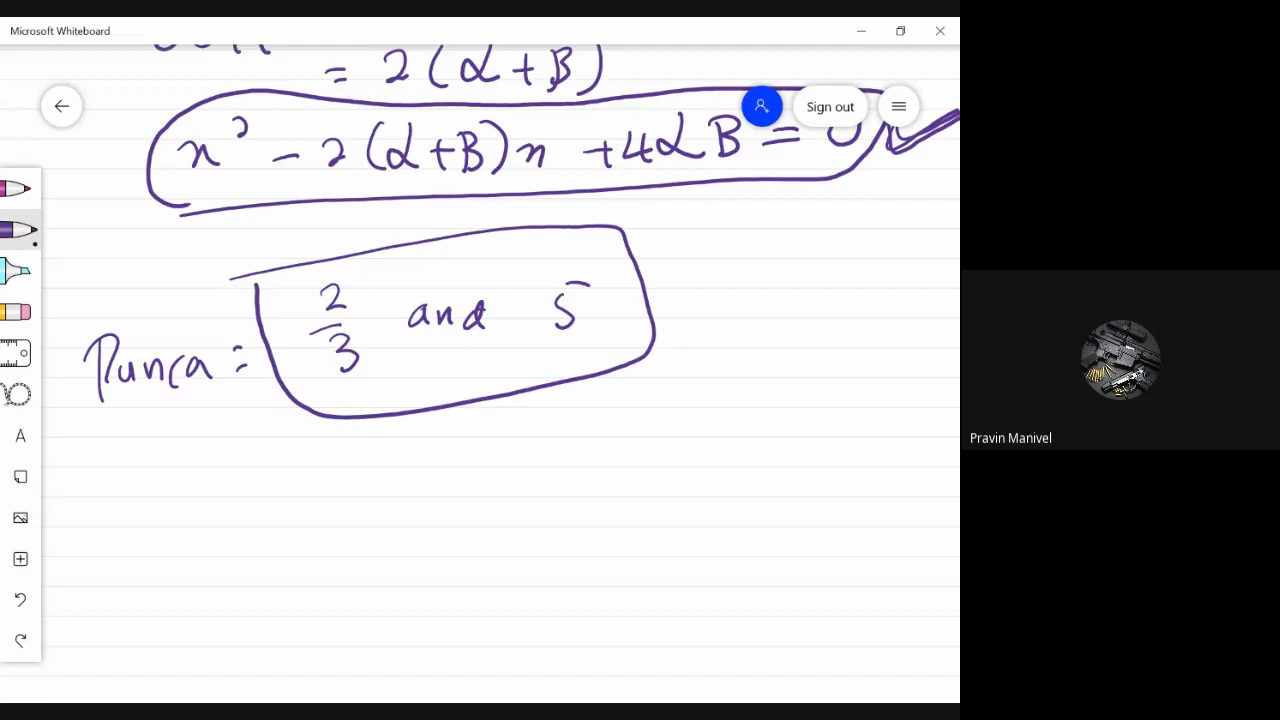 Microsoft Whiteboard
= 2(α+β)
Sign out
x² - 2(α+β)x + 4αβ = 0
Punca = 2/3 and 5
Pravin Manivel
A